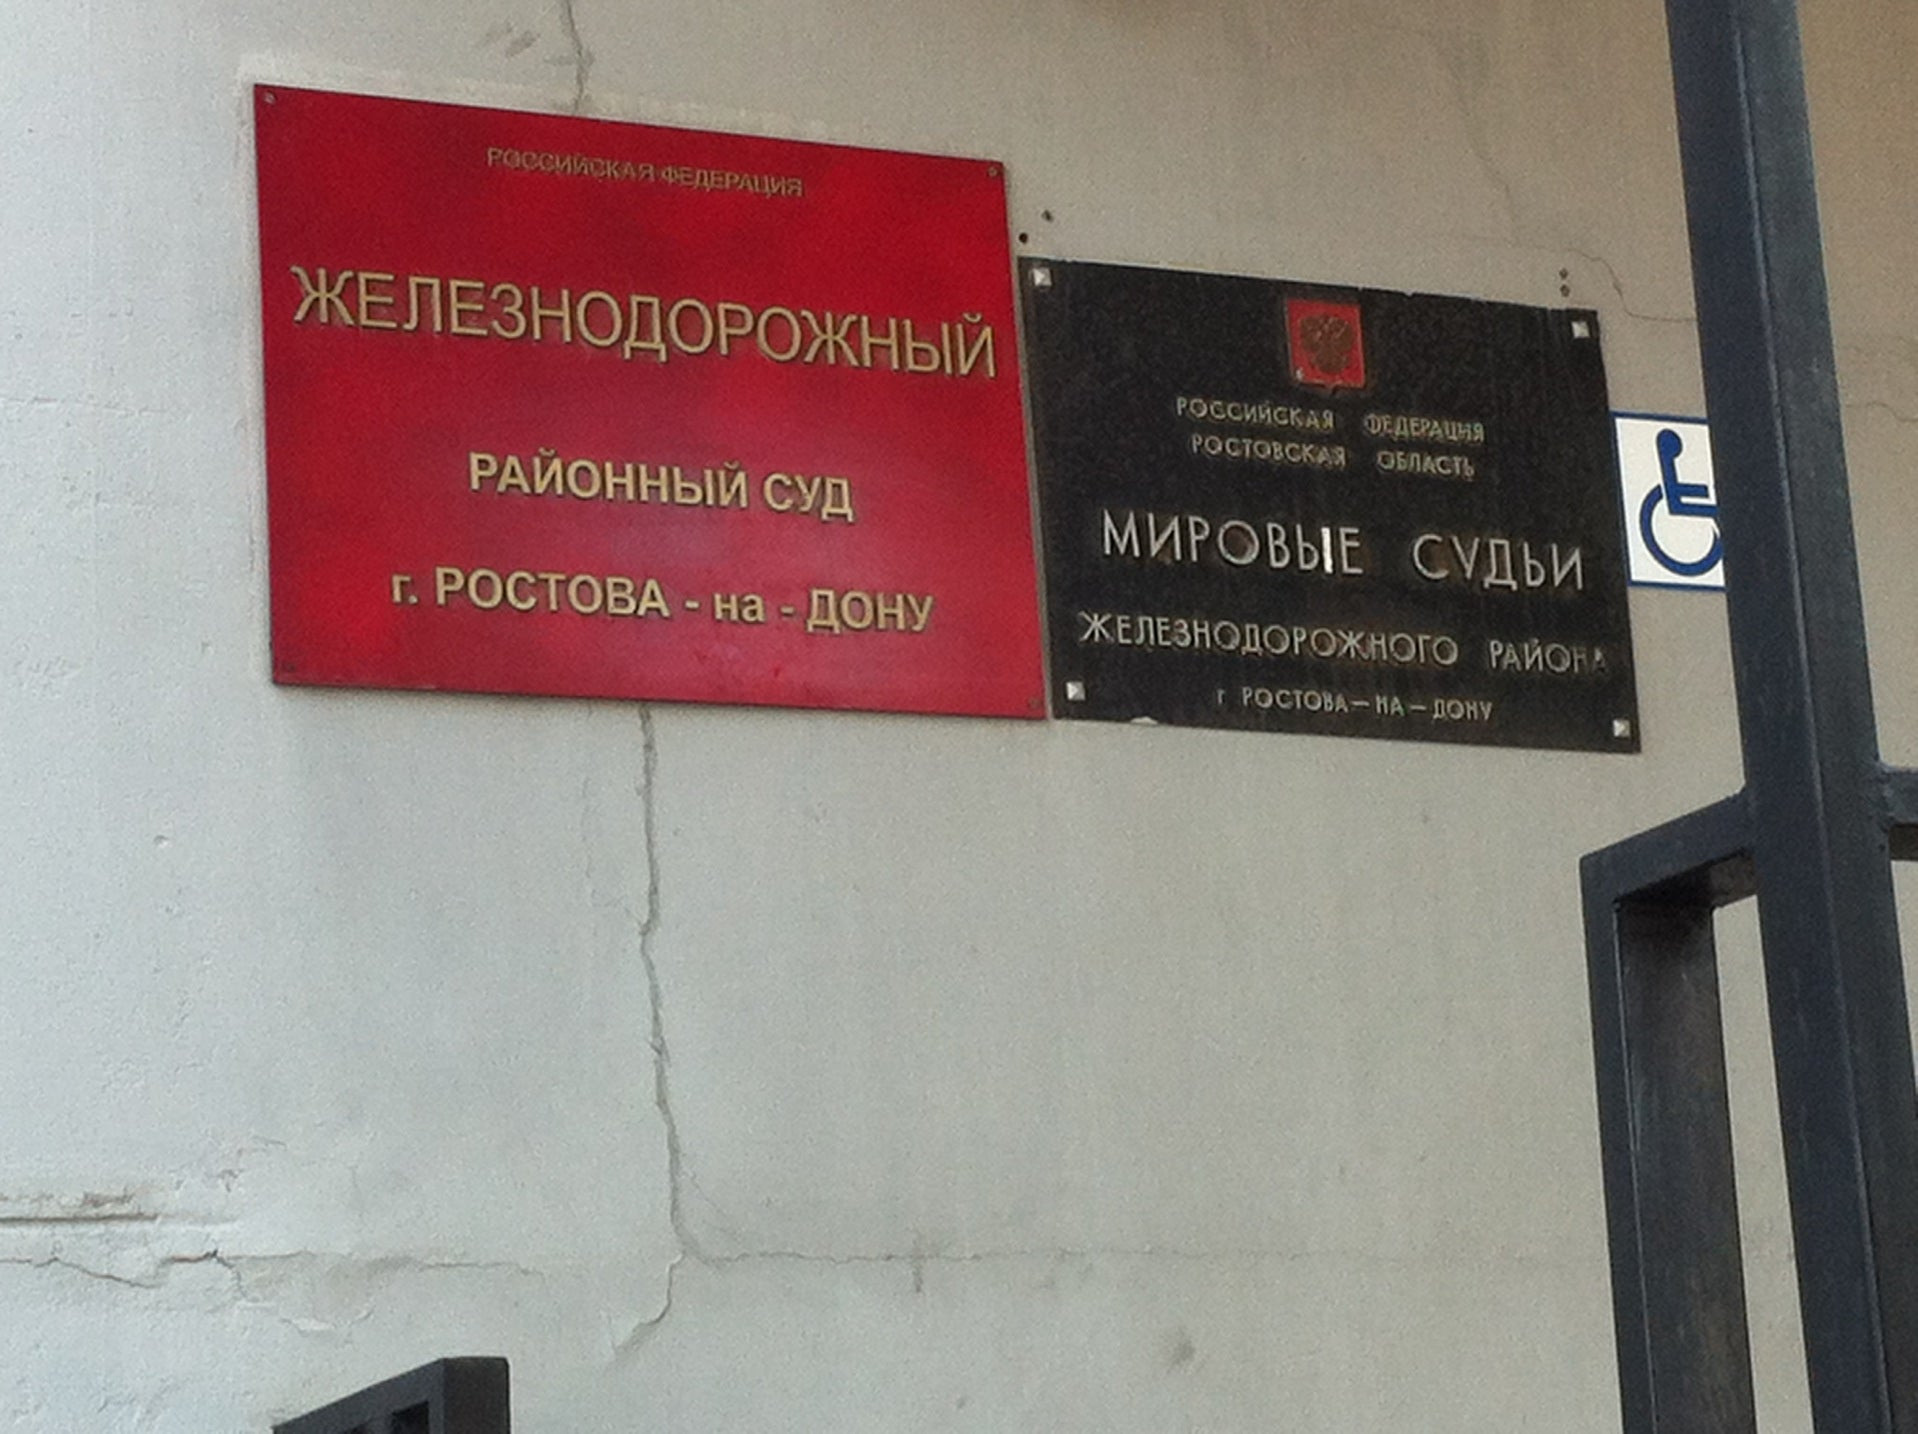 РОССИЙСКАЯ ФЕДЕРАЦИЯ
ЖЕЛЕЗНОДОРОЖНЫЙ
РАЙОННЫЙ СУД
г. РОСТОВА - на - ДОНУ
РОССИЙСКАЯ ФЕДЕРАЦИЯ
РОСТОВСКАЯ ОБЛАСТЬ
МИРОВЫЕ СУДЬИ
ЖЕЛЕЗНОДОРОЖНОГО РАЙОНА
г РОСТОВА — НА — ДОНУ